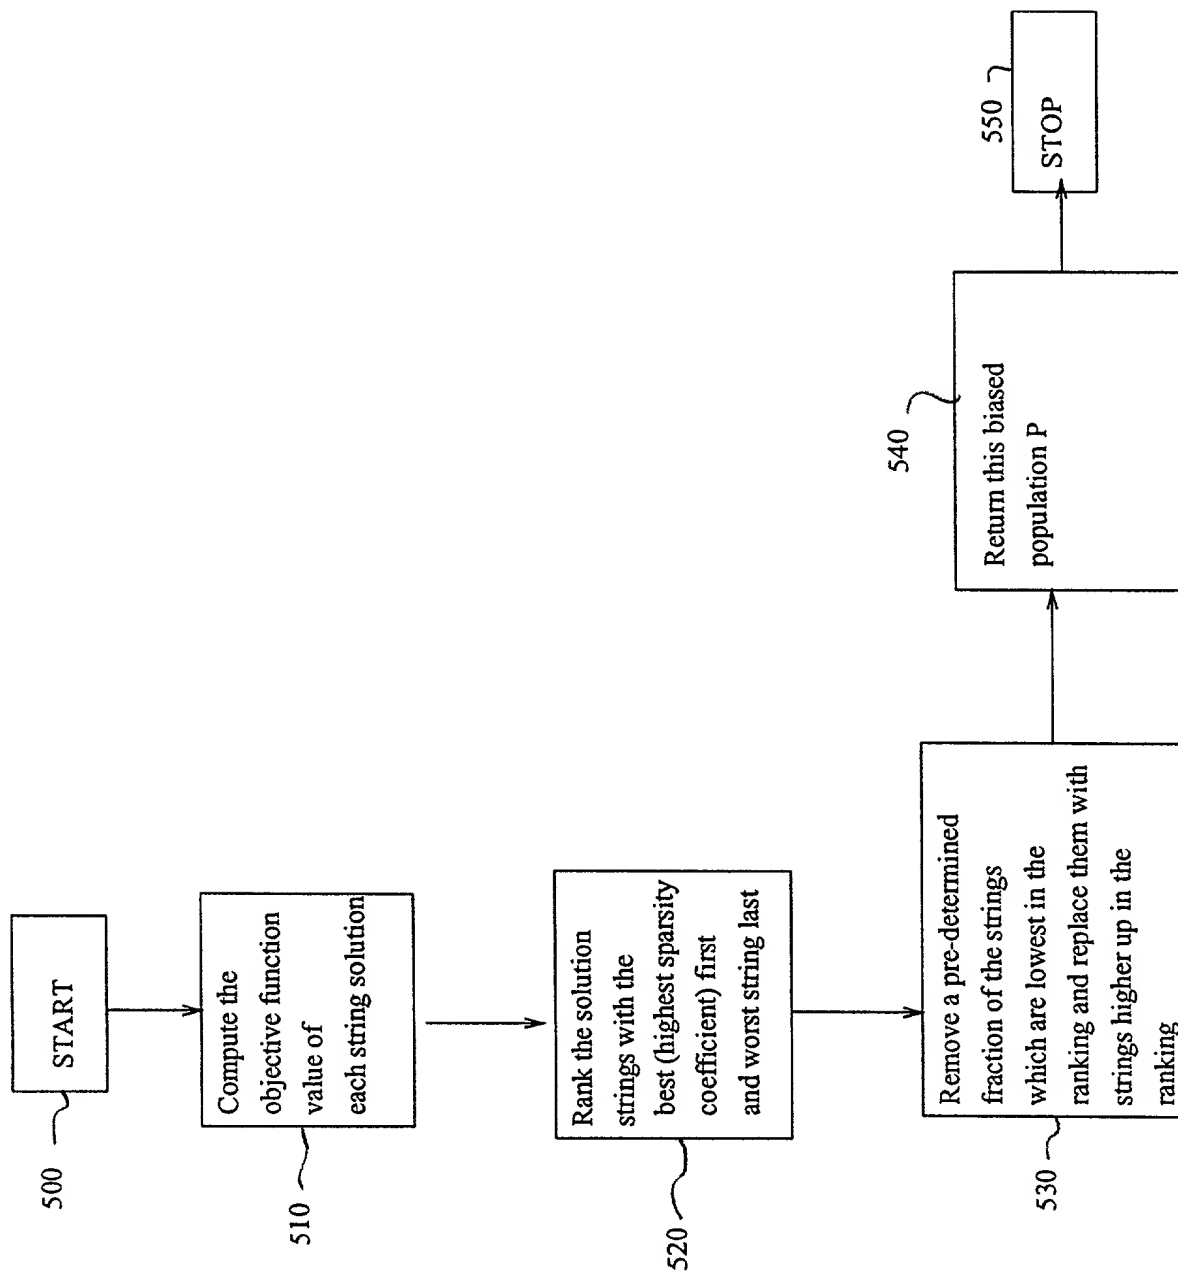 START
500
Compute the
objective function
value of
each string solution
510
Rank the solution
strings with the
best (highest sparsity
coefficient) first
and worst string last
520
Remove a pre-determined
fraction of the strings
which are lowest in the
ranking and replace them with
strings higher up in the
ranking
530
Return this biased
population P
540
STOP
550